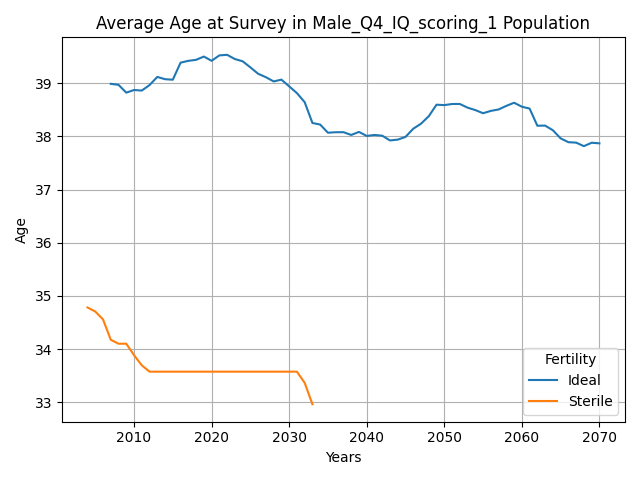 Average Age at Survey in Male_Q4_IQ_scoring_1 Population
Age
39
38
37
36
35
34
33
Fertility
Ideal
Sterile
2010 2020 2030 2040 2050 2060 2070
Years